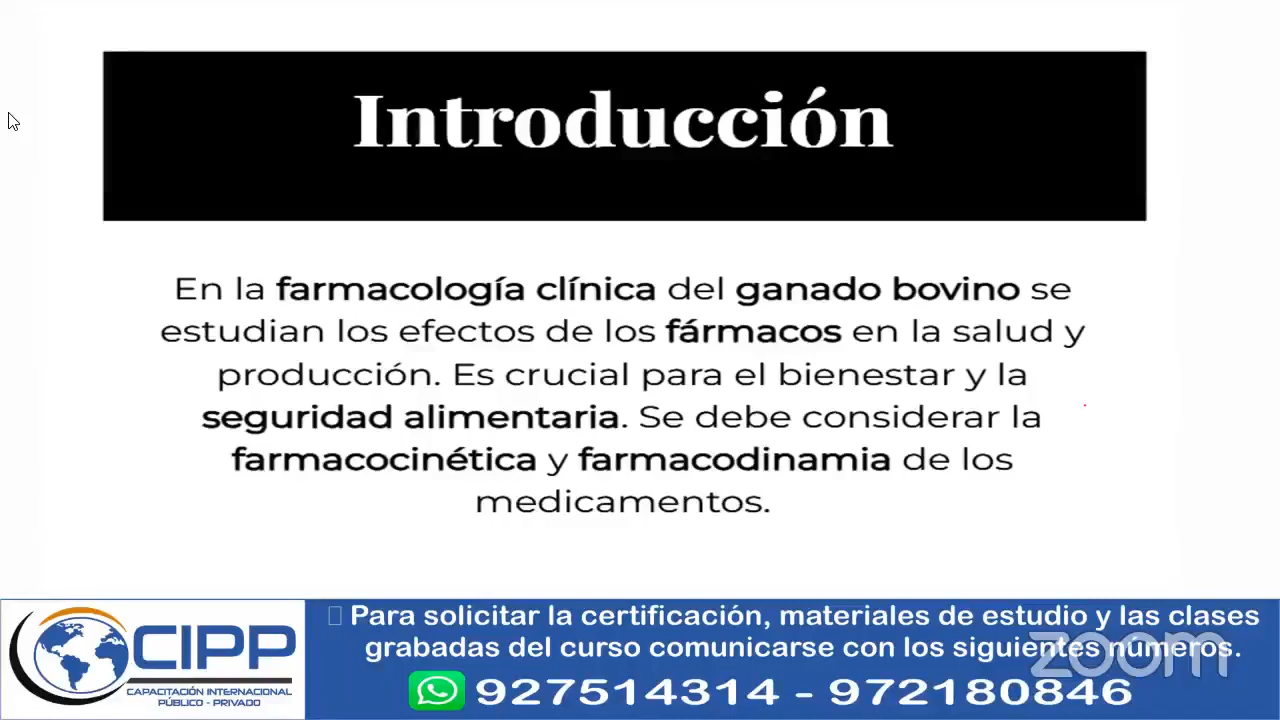 Introducción
En la farmacología clínica del ganado bovino se
estudian los efectos de los fármacos en la salud y
producción. Es crucial para el bienestar y la
seguridad alimentaria. Se debe considerar la
farmacocinética y farmacodinamia de los
medicamentos.
CIPP
CAPACITACIÓN INTERNACIONAL
PÚBLICO - PRIVADO
Para solicitar la certificación, materiales de estudio y las clases
grabadas del curso comunicarse con los siguientes números.
927514314 - 972180846
zoom